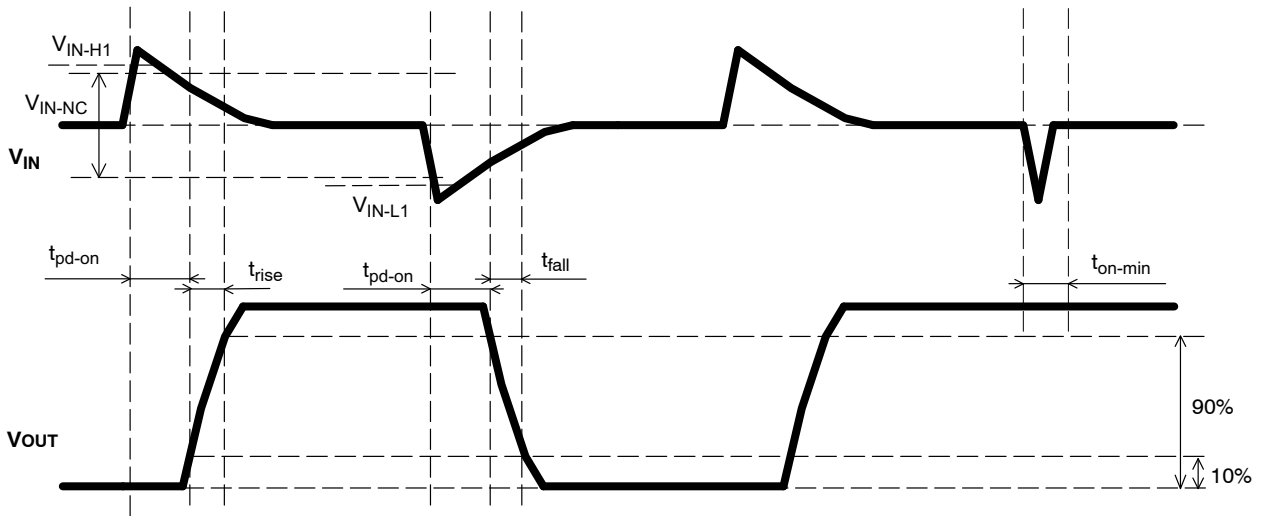 VIN-H1
VIN-NC
VIN
VIN-L1
tpd-on
trise
tpd-on
tfall
ton-min
90%
VOUT
10%